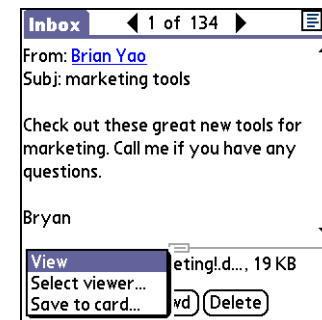 Inbox 1 of 134
From: Brian Yao
Subj: marketing tools
Check out these great new tools for
marketing. Call me if you have any
questions.
Bryan
View
eting!.d..., 19 KB
Select viewer...
Save to card...
wd Delete